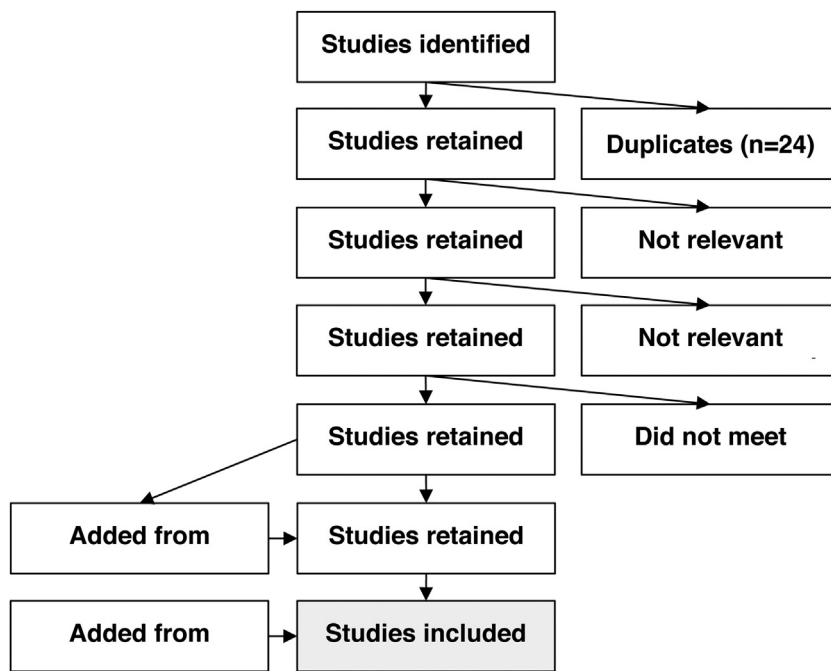 Studies identified
Studies retained
Duplicates (n=24)
Studies retained
Not relevant
Studies retained
Not relevant
Studies retained
Did not meet
Added from
Studies retained
Added from
Studies included